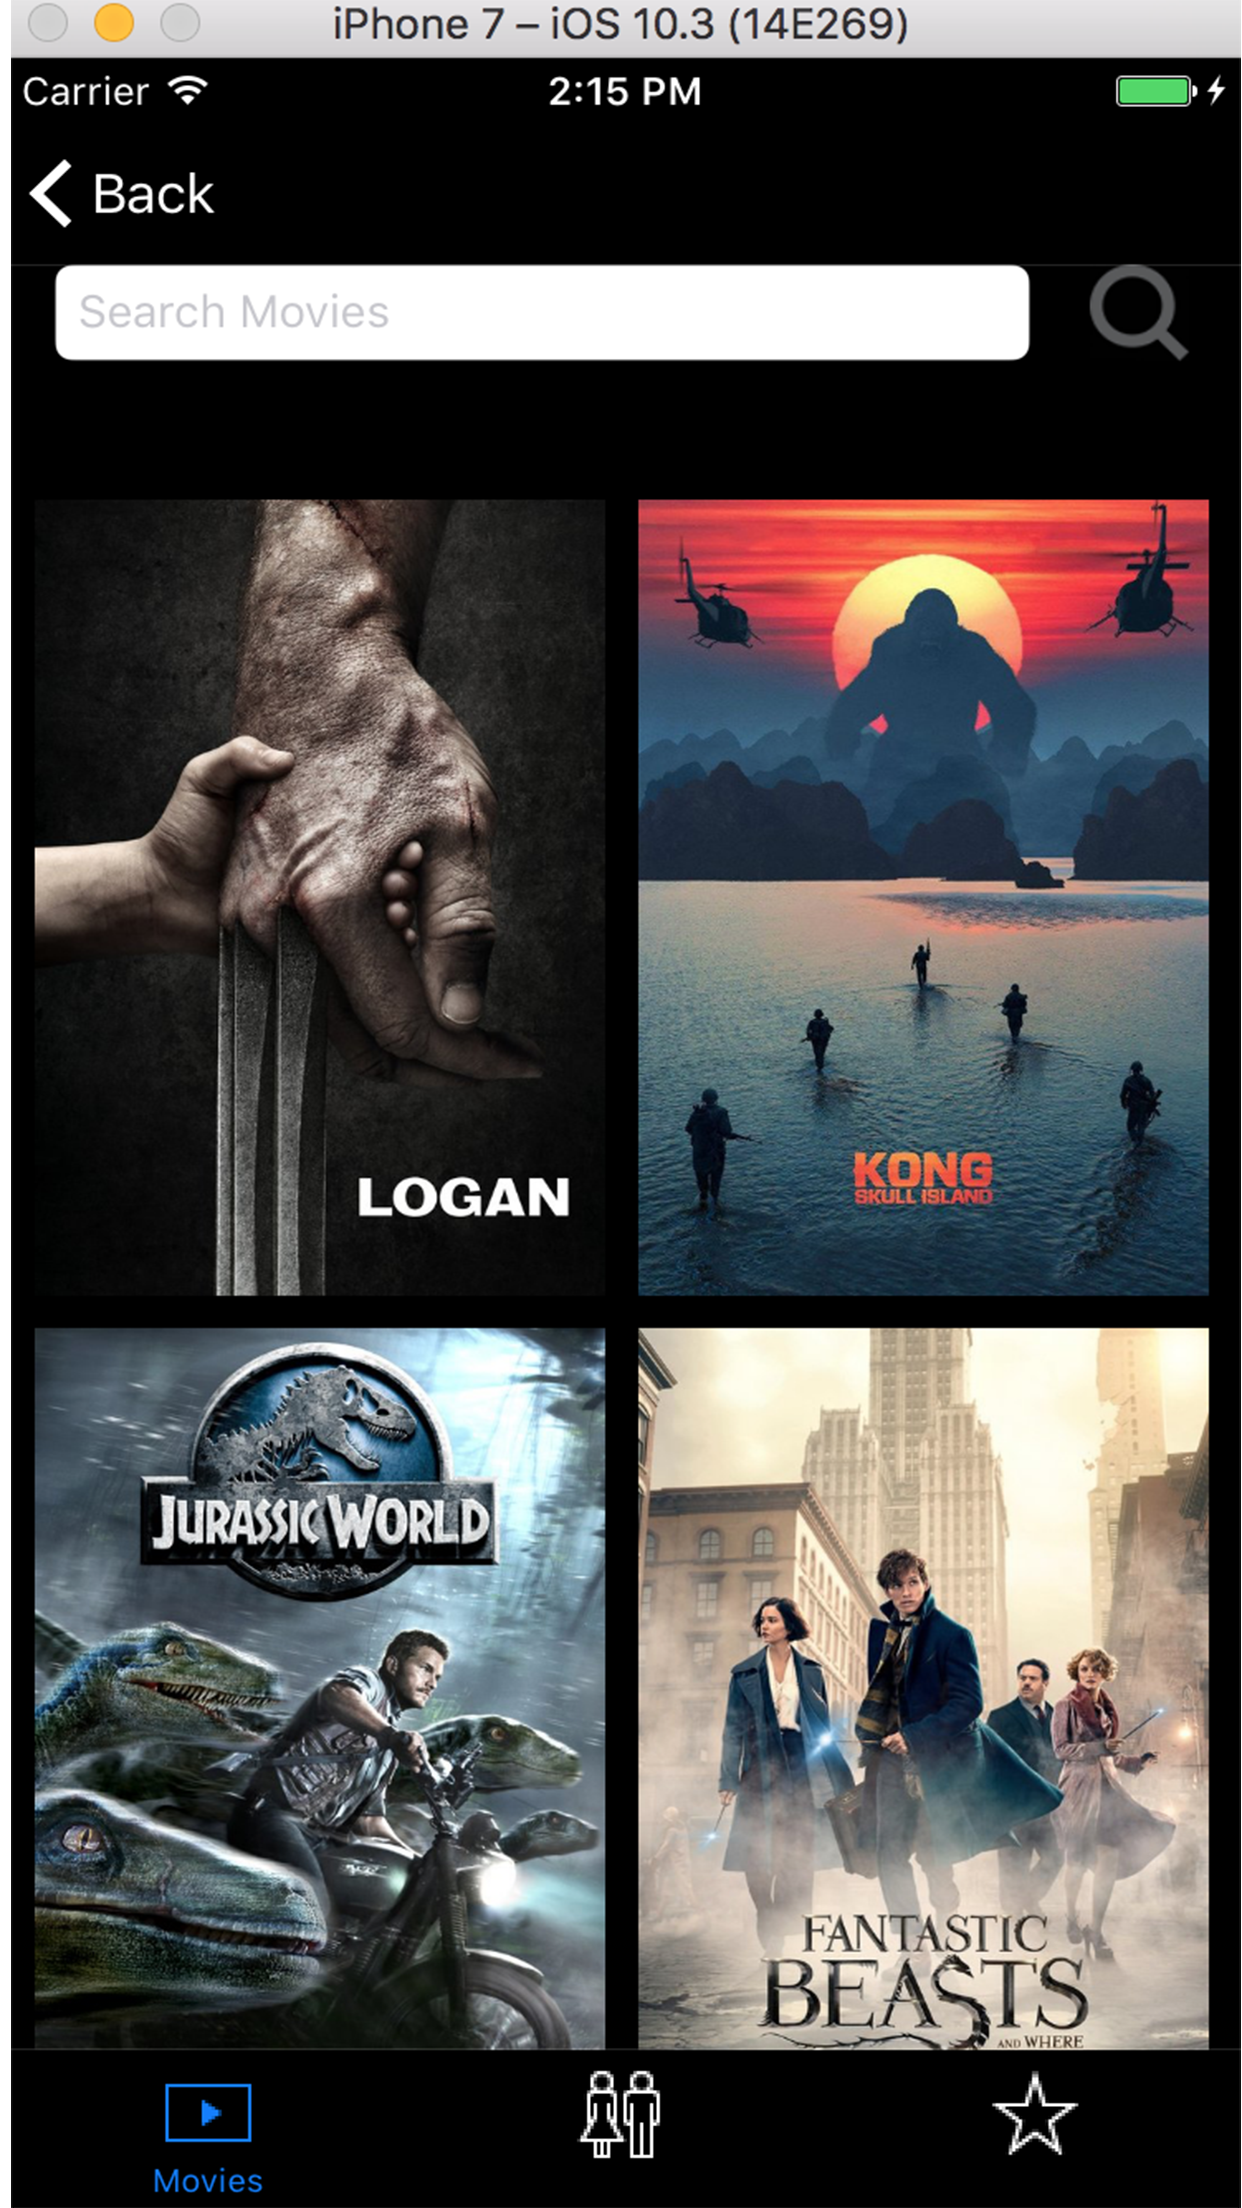 iPhone 7 – iOS 10.3 (14E269)
Carrier 2:15 PM
Back
Search Movies
LOGAN
KONG
SKULL ISLAND
JURASSIC WORLD
FANTASTIC
BEASTS
AND WHERE
Movies